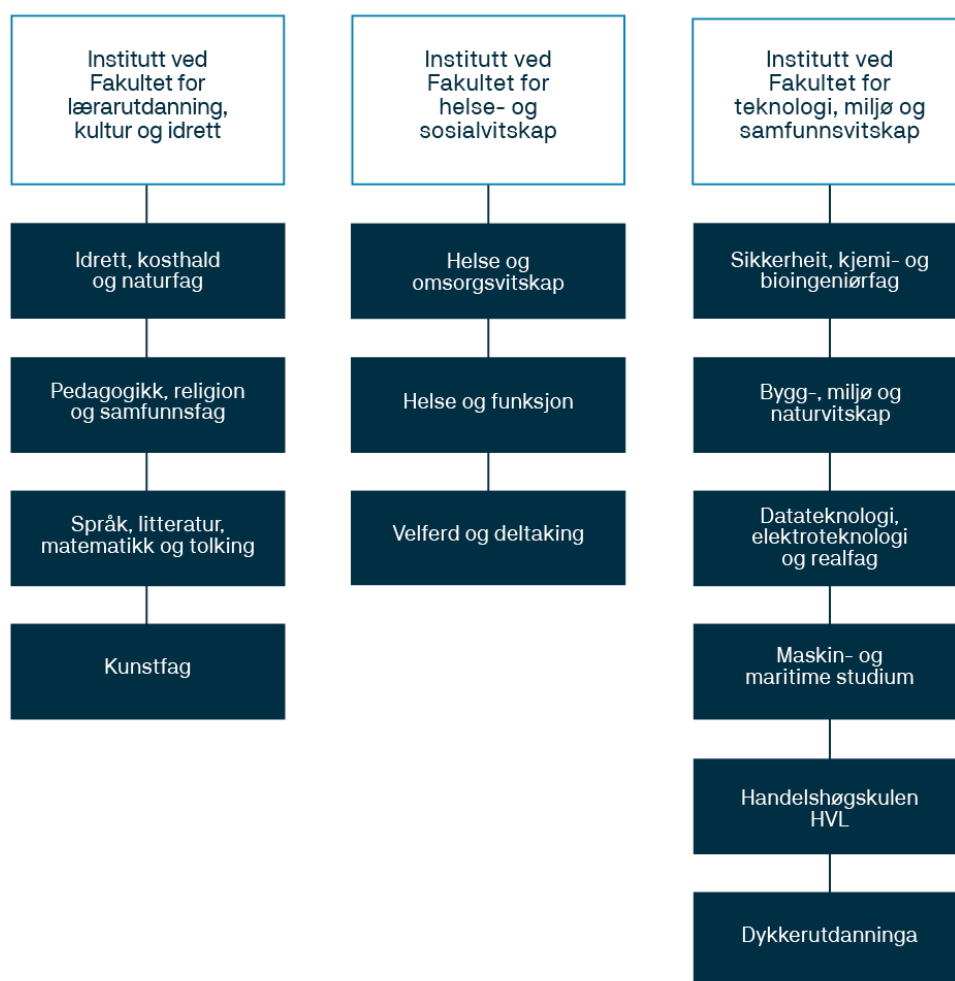 Institutt ved
Fakultet for
lærarutdanning,
kultur og idrett
Idrett, kosthald
og naturfag
Pedagogikk, religion
og samfunnsfag
Språk, litteratur,
matematikk og tolking
Kunstfag
Institutt ved
Fakultet for
helse- og
sosialvitskap
Helse og
omsorgsvitskap
Helse og funksjon
Velferd og deltaking
Institutt ved
Fakultet for
teknologi, miljø og
samfunnsvitskap
Sikkerheit, kjemi- og
bioingeniørfag
Bygg-, miljø og
naturvitskap
Datateknologi,
elektroteknologi
og realfag
Maskin- og
maritime studium
Handelshøgskulen
HVL
Dykkerutdanninga